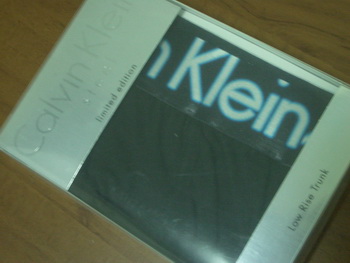 Calvin Klein
limited edition
n Klein
Low Rise Trunk